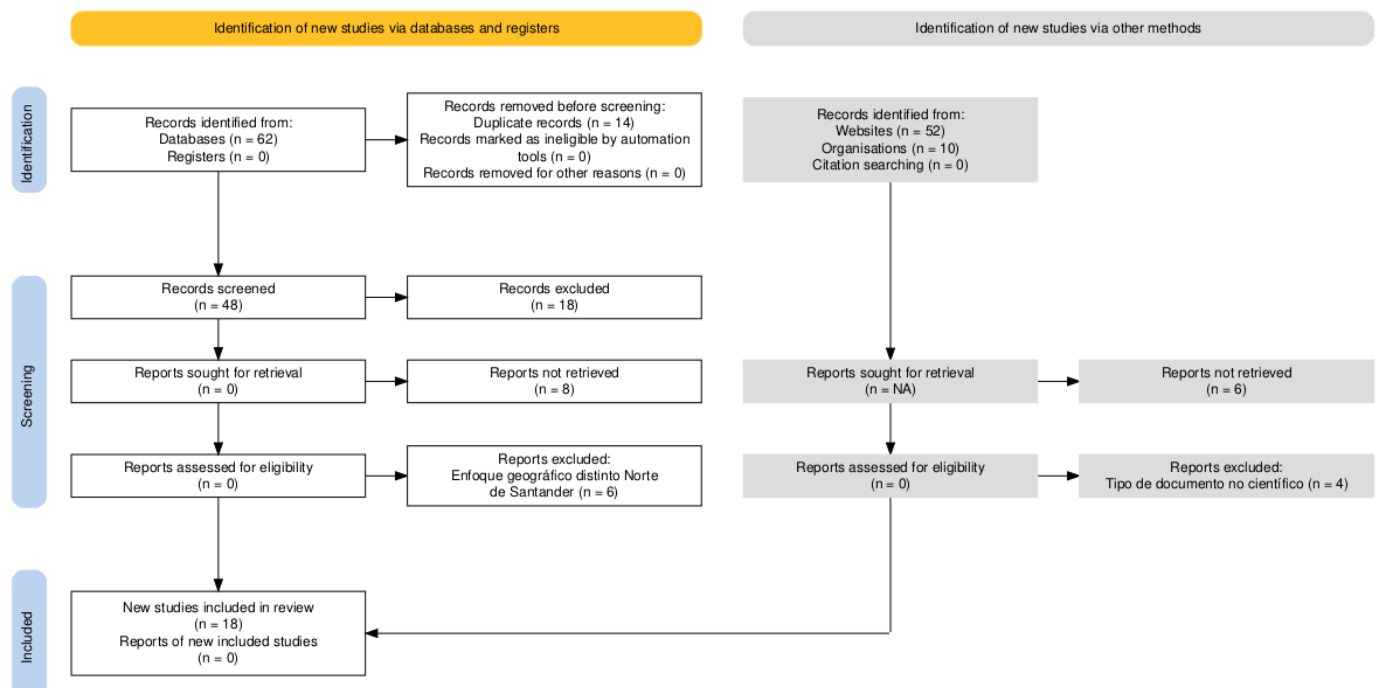 Identification of new studies via databases and registers
Identification of new studies via other methods
Identification
Records identified from:
Databases (n = 62)
Registers (n = 0)
Records removed before screening:
Duplicate records (n = 14)
Records marked as ineligible by automation
tools (n = 0)
Records removed for other reasons (n = 0)
Records identified from:
Websites (n = 52)
Organisations (n = 10)
Citation searching (n = 0)
Screening
Records screened
(n = 48)
Records excluded
(n = 18)
Reports sought for retrieval
(n = 0)
Reports not retrieved
(n = 8)
Reports sought for retrieval
(n = NA)
Reports not retrieved
(n = 6)
Reports assessed for eligibility
(n = 0)
Reports excluded:
Enfoque geográfico distinto Norte
de Santander (n = 6)
Reports assessed for eligibility
(n = 0)
Reports excluded:
Tipo de documento no científico (n = 4)
Included
New studies included in review
(n = 18)
Reports of new included studies
(n = 0)